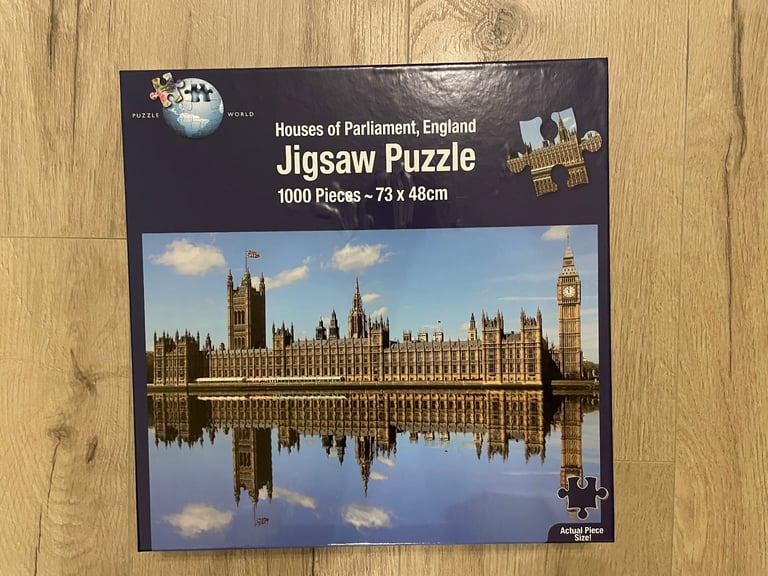 PUZZLE WORLD
Houses of Parliament, England
Jigsaw Puzzle
1000 Pieces ~ 73 x 48cm
Actual Piece
Size!